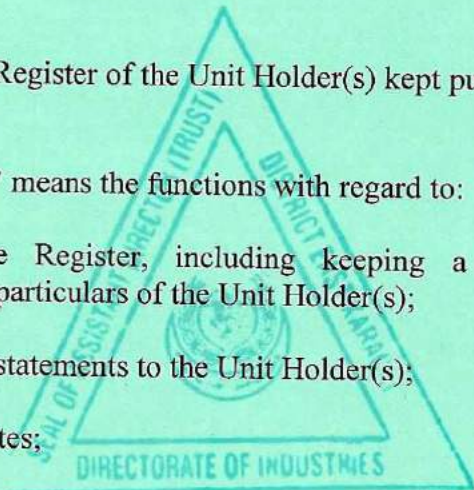 Register of the Unit Holder(s) kept pu
means the functions with regard to:
e Register, including keeping a
particulars of the Unit Holder(s);
statements to the Unit Holder(s);
tes;
SEAL OF ASSISTANT DIRECTOR (TRUST)
DISTRICT
DIRECTORATE OF INDUSTRIES